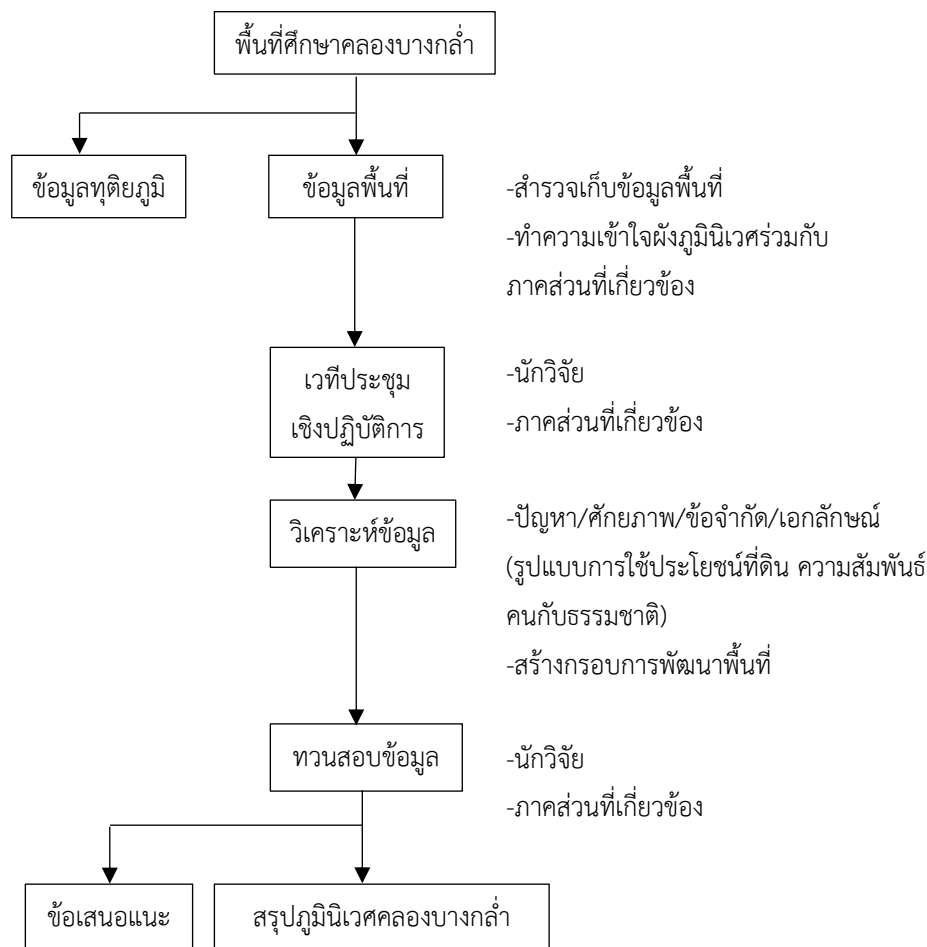 พื้นที่ศึกษาคลองบางกล่ำ
ข้อมูลทุติยภูมิ
ข้อมูลพื้นที่
-สำรวจเก็บข้อมูลพื้นที่
-ทำความเข้าใจผังภูมินิเวศร่วมกับ
ภาคส่วนที่เกี่ยวข้อง
เวทีประชุม
เชิงปฏิบัติการ
-นักวิจัย
-ภาคส่วนที่เกี่ยวข้อง
วิเคราะห์ข้อมูล
-ปัญหา/ศักยภาพ/ข้อจำกัด/เอกลักษณ์
(รูปแบบการใช้ประโยชน์ที่ดิน ความสัมพันธ์
คนกับธรรมชาติ)
-สร้างกรอบการพัฒนาพื้นที่
ทวนสอบข้อมูล
-นักวิจัย
-ภาคส่วนที่เกี่ยวข้อง
ข้อเสนอแนะ
สรุปภูมินิเวศคลองบางกล่ำ